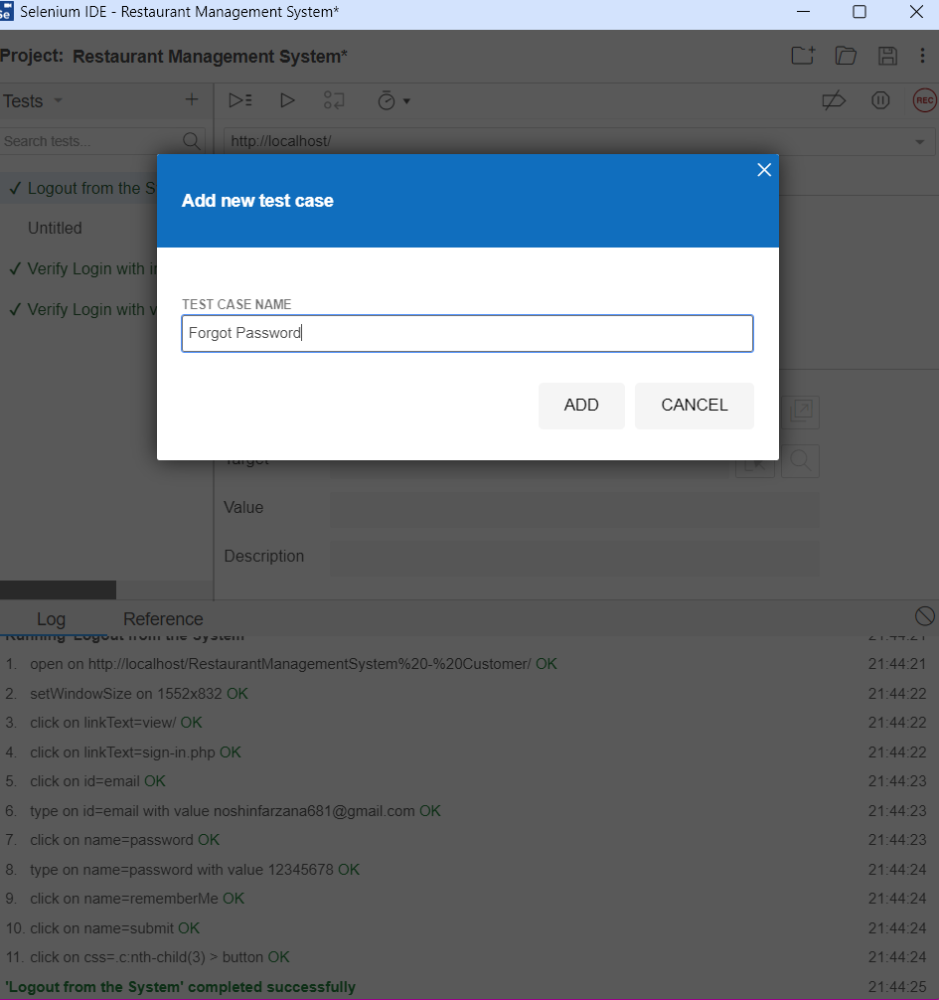 Se Selenium IDE - Restaurant Management System*
Project: Restaurant Management System*
Tests
REC
Search tests...
http://localhost/
✓ Logout from the S
Untitled
✓ Verify Login with i
✓ Verify Login with v
Add new test case
TEST CASE NAME
Forgot Password
ADD CANCEL
Target
Value
Description
Log Reference
Running 'Logout from the System' 21:44:21
1. open on http://localhost/RestaurantManagementSystem%20-%20Customer/ OK 21:44:21
2. setWindowSize on 1552x832 OK 21:44:22
3. click on linkText=view/ OK 21:44:22
4. click on linkText=sign-in.php OK 21:44:22
5. click on id=email OK 21:44:23
6. type on id=email with value noshinfarzana681@gmail.com OK 21:44:23
7. click on name=password OK 21:44:23
8. type on name=password with value 12345678 OK 21:44:24
9. click on name=rememberMe OK 21:44:24
10. click on name=submit OK 21:44:24
11. click on css=.c:nth-child(3) > button OK 21:44:24
'Logout from the System' completed successfully 21:44:25